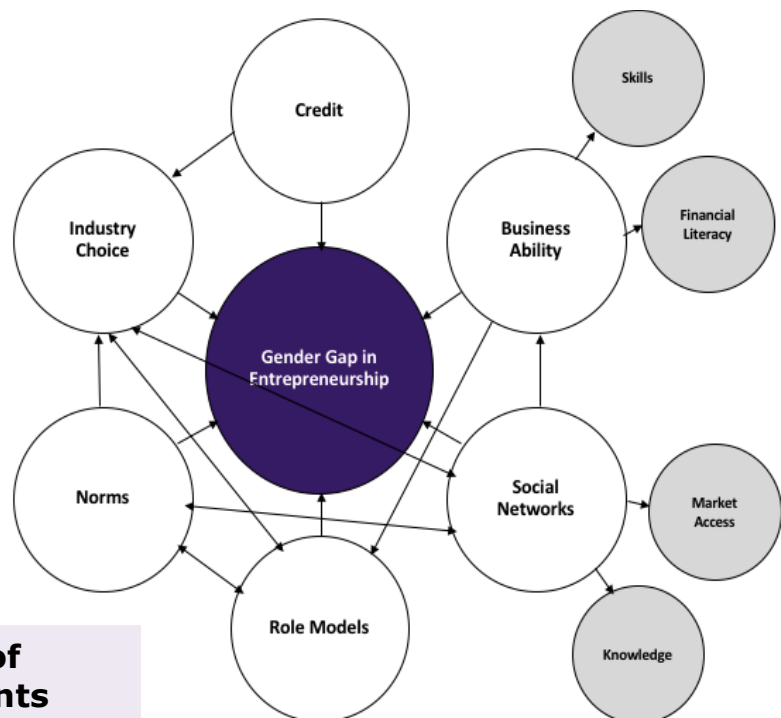 Credit
Skills
Industry
Choice
Business
Ability
Financial
Literacy
Gender Gap in
Entrepreneurship
Norms
Social
Networks
Market
Access
Role Models
Knowledge
of
nts